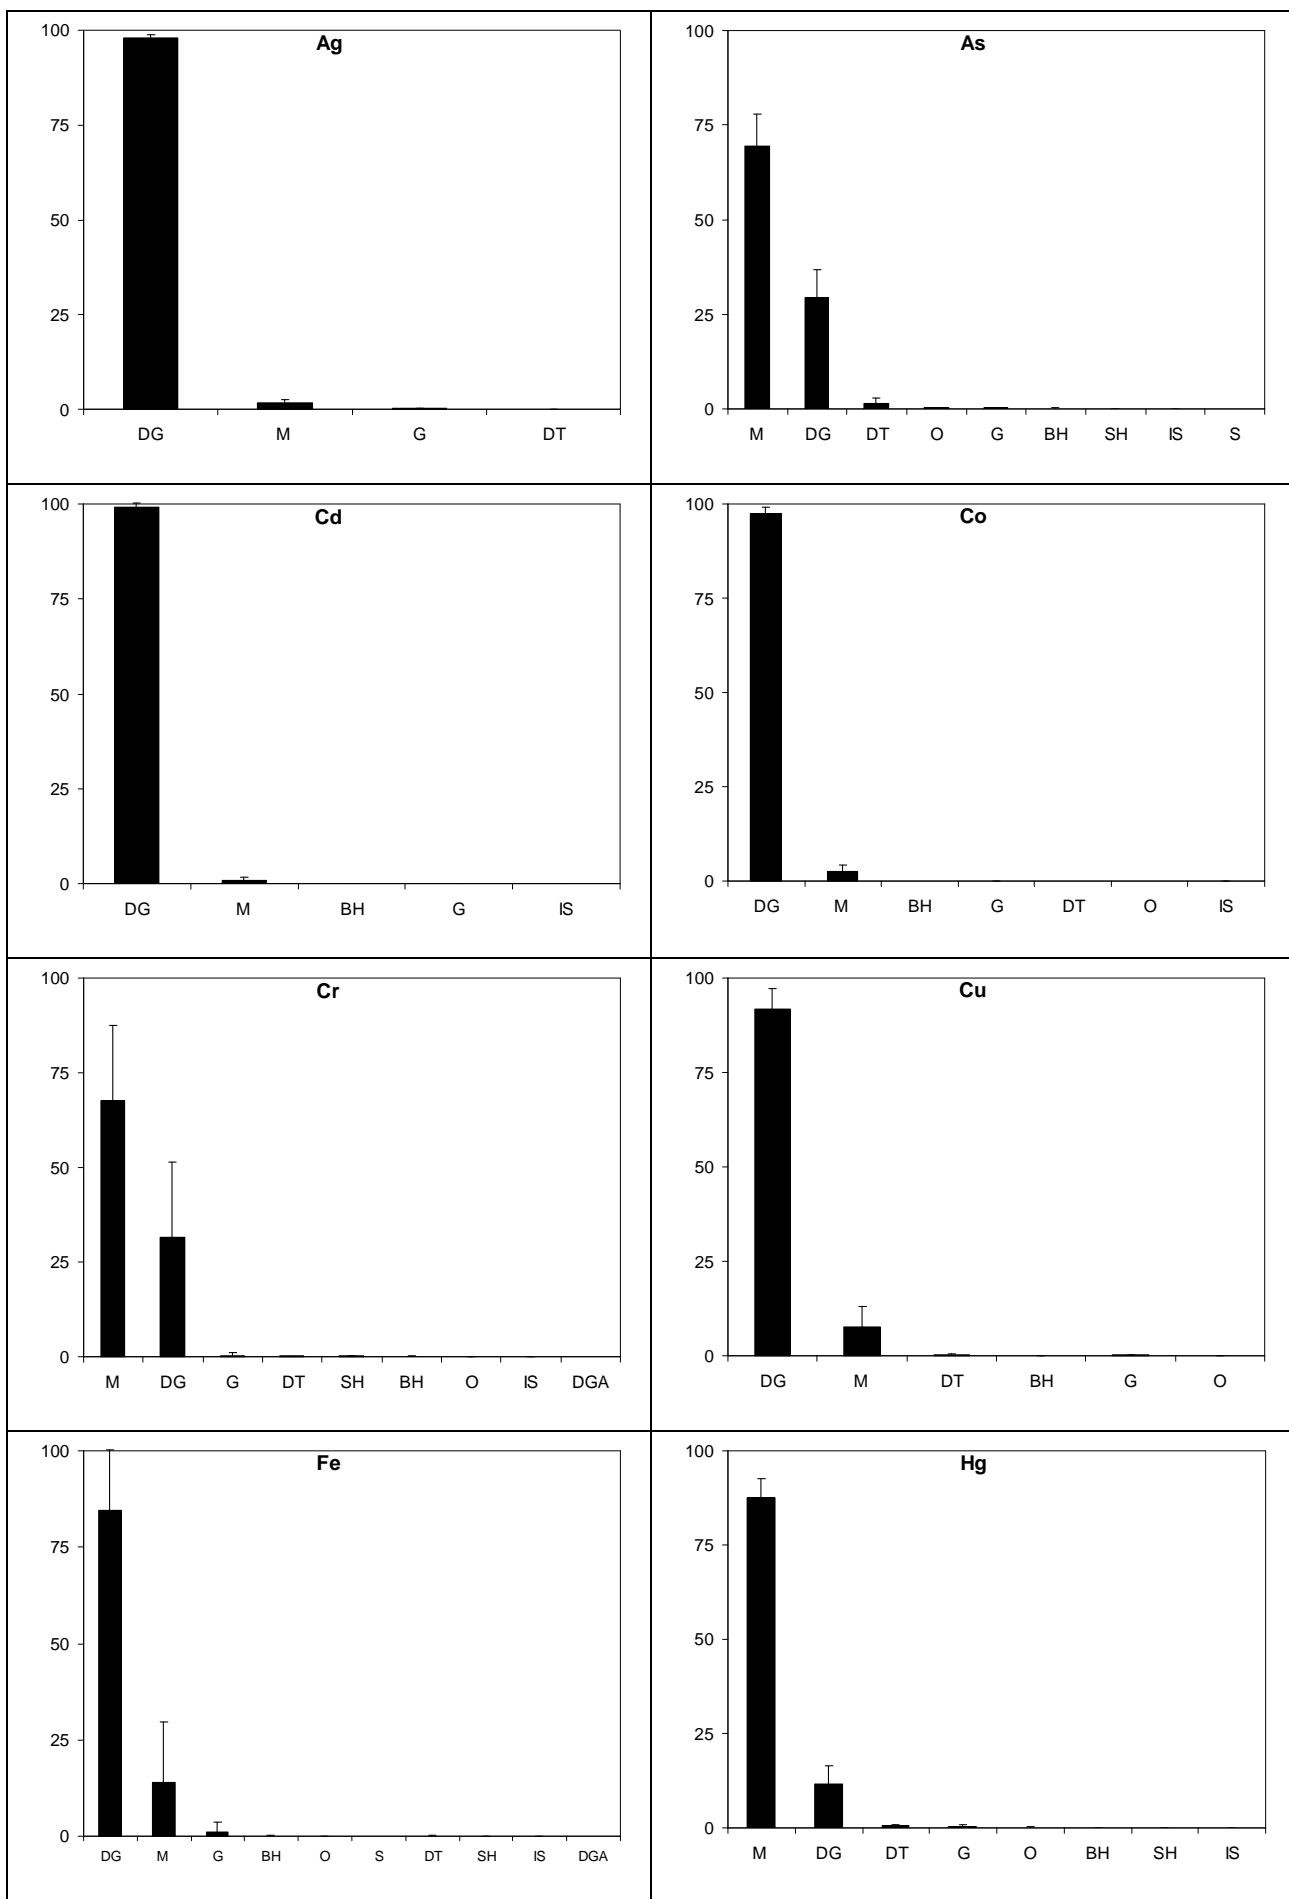 Ag
100
75
50
25
0
DG M G DT
As
100
75
50
25
0
M DG DT O G BH SH IS S
Cd
100
75
50
25
0
DG M BH G IS
Co
100
75
50
25
0
DG M BH G DT O IS
Cr
100
75
50
25
0
M DG G DT SH BH O IS DGA
Cu
100
75
50
25
0
DG M DT BH G O
Fe
100
75
50
25
0
DG M G BH O S DT SH IS DGA
Hg
100
75
50
25
0
M DG DT G O BH SH IS